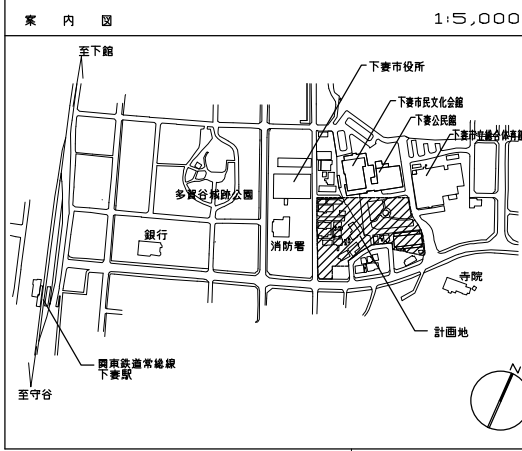 案 内 図
1:5,000
至下館
下妻市役所
下妻市民文化会館
下妻公民館
下妻市立総合体育館
多賀谷城跡公園
銀行
消防署
寺院
計画地
関東鉄道常総線
下妻駅
至守谷
N